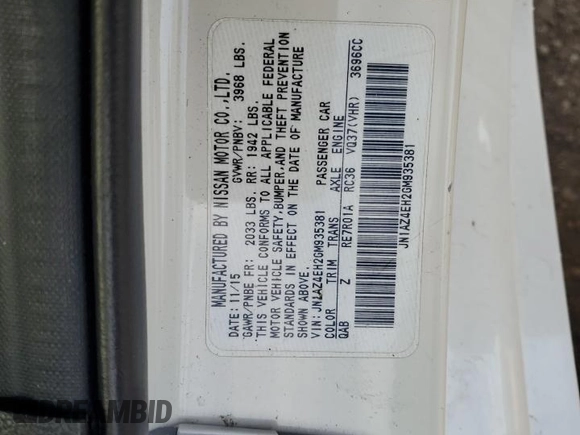 MANUFACTURED BY NISSAN MOTOR CO.,LTD.
DATE: 11/15 GVWR/PNBV: 3968 LBS.
GAWR/PNBE FR: 2033 LBS. RR: 1942 LBS.
THIS VEHICLE CONFORMS TO ALL APPLICABLE FEDERAL
MOTOR VEHICLE SAFETY,BUMPER,AND THEFT PREVENTION
STANDARDS IN EFFECT ON THE DATE OF MANUFACTURE
SHOWN ABOVE.
VIN: JN1AZ4EH2GM935381 PASSENGER CAR
COLOR TRIM TRANS AXLE ENGINE
QAB Z RE7R01A RC36 VQ37(VHR) 3696CC
JN1AZ4EH2GM935381
DREAMBID